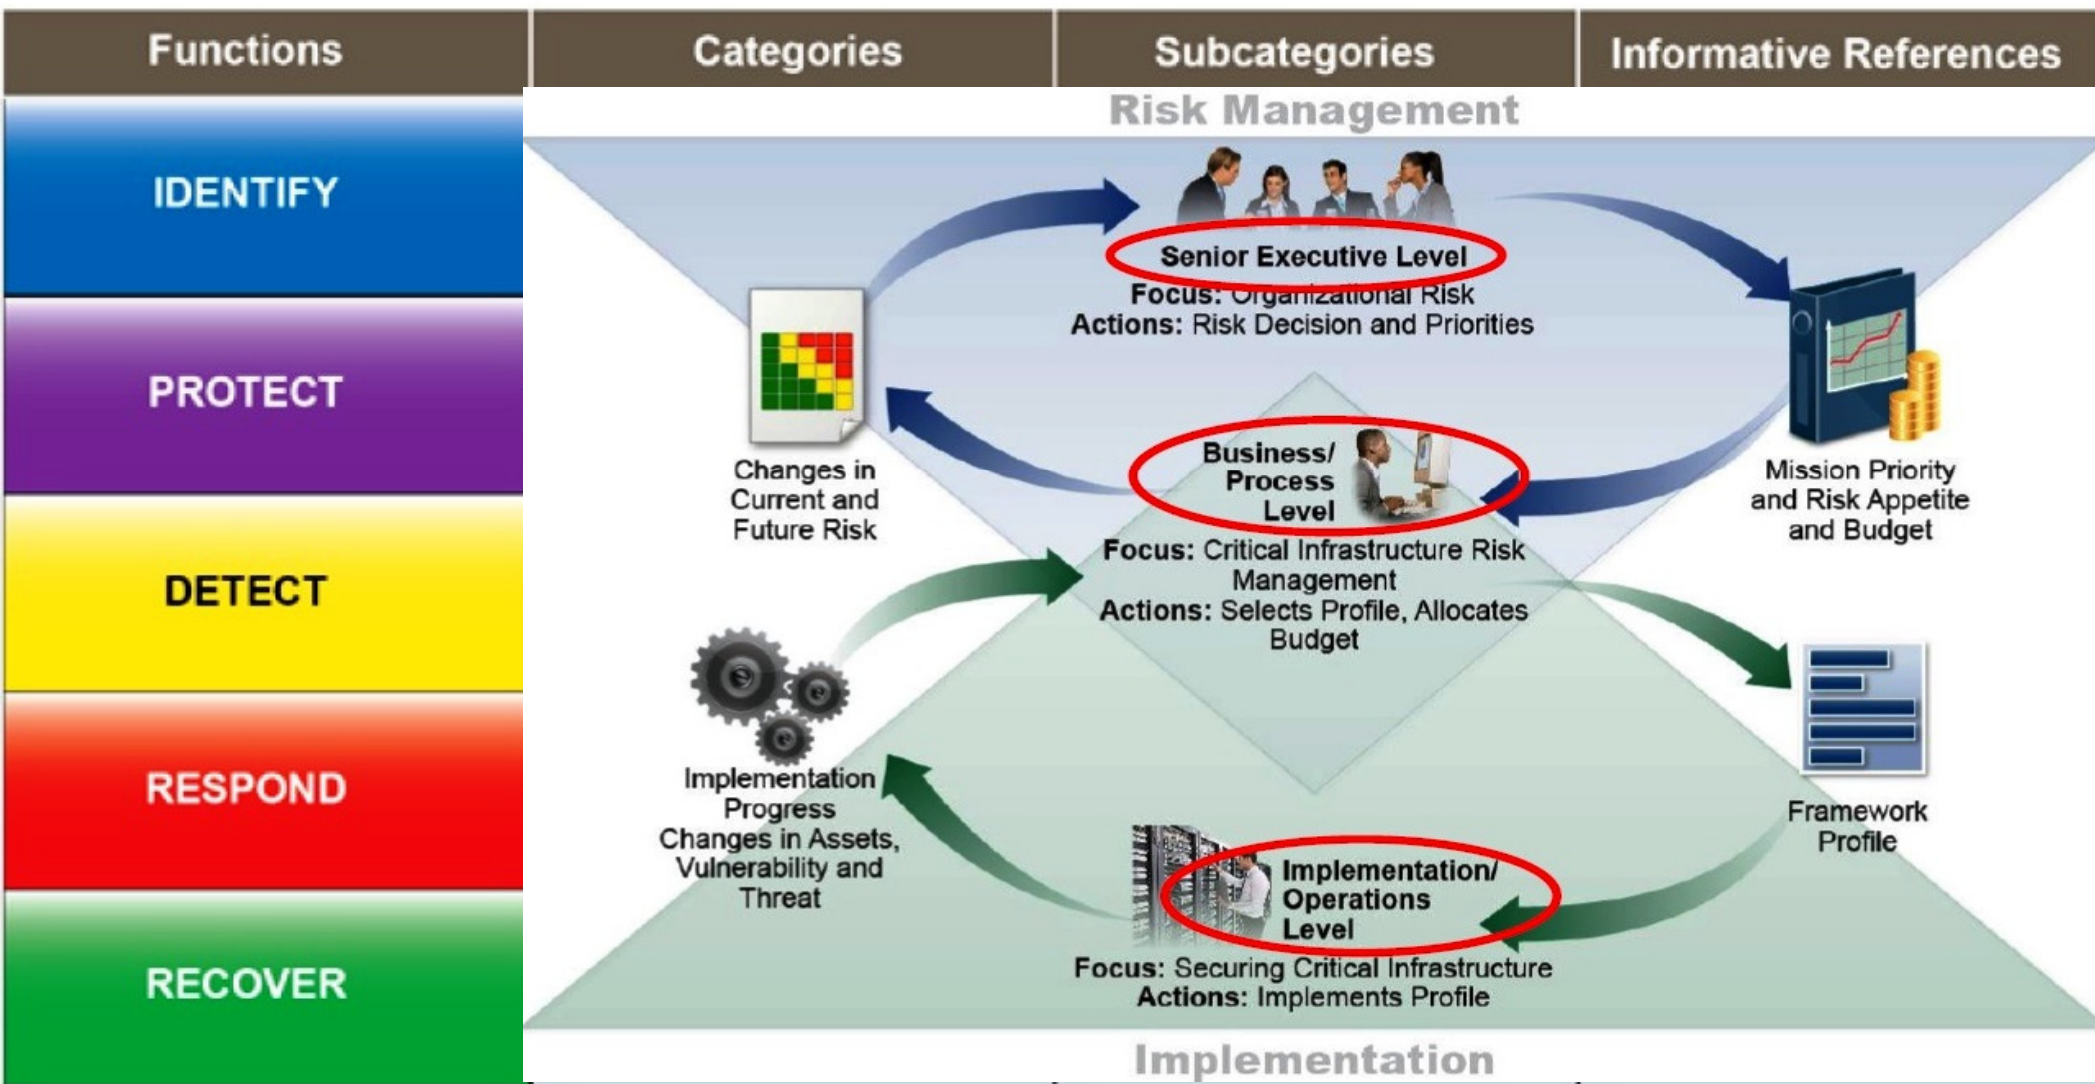 Functions
Categories
Subcategories
Informative References
IDENTIFY
PROTECT
DETECT
RESPOND
RECOVER
Risk Management
Senior Executive Level
Focus: Organizational Risk
Actions: Risk Decision and Priorities
Changes in
Current and
Future Risk
Business/
Process
Level
Focus: Critical Infrastructure Risk
Management
Actions: Selects Profile, Allocates
Budget
Mission Priority
and Risk Appetite
and Budget
Implementation
Progress
Changes in Assets,
Vulnerability and
Threat
Framework
Profile
Implementation/
Operations
Level
Focus: Securing Critical Infrastructure
Actions: Implements Profile
Implementation